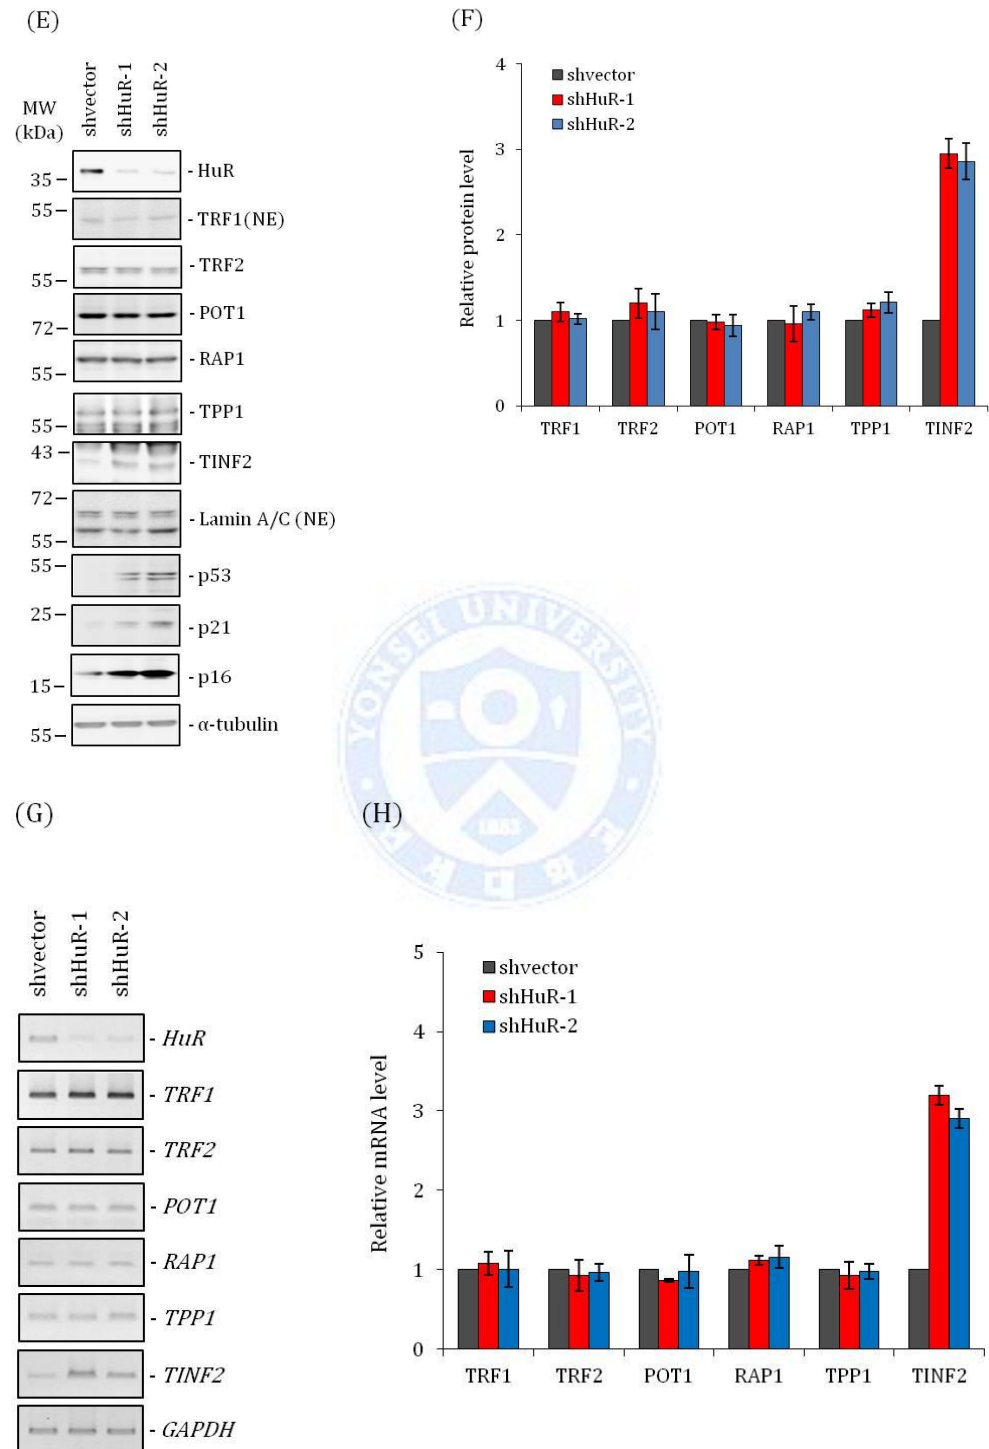 (E)
shvector
shHuR-1
shHuR-2
MW
(kDa)
35
- HuR
55
- TRF1(NE)
- TRF2
55
- POT1
72
- RAP1
55
- TPP1
55
43
- TINF2
72
- Lamin A/C (NE)
55
55
- p53
25
- p21
- p16
15
- α-tubulin
55
(F)
4
3
2
1
0
Relative protein level
shvector
shHuR-1
shHuR-2
TRF1 TRF2 POT1 RAP1 TPP1 TINF2
YONSEI UNIVERSITY
1885
(G)
shvector
shHuR-1
shHuR-2
- HuR
- TRF1
- TRF2
- POT1
- RAP1
- TPP1
- TINF2
- GAPDH
(H)
5
4
3
2
1
0
Relative mRNA level
shvector
shHuR-1
shHuR-2
TRF1 TRF2 POT1 RAP1 TPP1 TINF2